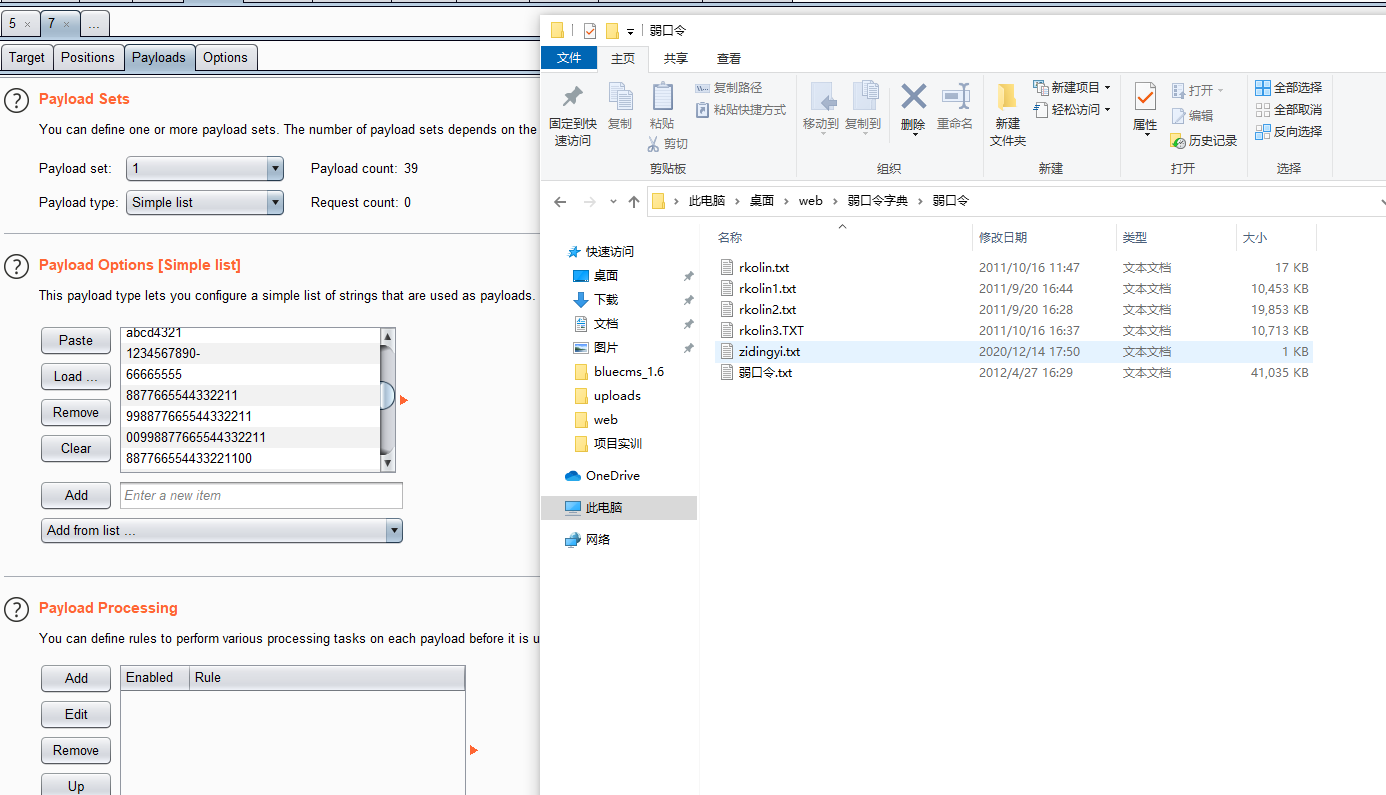 5 × 7 × ...
Target Positions Payloads Options
? Payload Sets
You can define one or more payload sets. The number of payload sets depends on the
Payload set: 1 Payload count: 39
Payload type: Simple list Request count: 0
? Payload Options [Simple list]
This payload type lets you configure a simple list of strings that are used as payloads.
Paste
Load ...
Remove
Clear
abcd4321
1234567890-
66665555
8877665544332211
998877665544332211
00998877665544332211
887766554433221100
Add Enter a new item
Add from list ...
? Payload Processing
You can define rules to perform various processing tasks on each payload before it is u
Add
Edit
Remove
Up
Enabled Rule
弱口令
文件 主页 共享 查看
固定到快
速访问
复制
粘贴
复制路径
粘贴快捷方式
剪切
剪贴板
移动到 复制到 删除 重命名
组织
新建
文件夹
新建项目
轻松访问
新建
属性
打开
编辑
历史记录
打开
全部选择
全部取消
反向选择
选择
此电脑 › 桌面 › web › 弱口令字典 › 弱口令
快速访问
桌面
下载
文档
图片
bluecms_1.6
uploads
web
项目实训
OneDrive
此电脑
网络
名称 修改日期 类型 大小
rkolin.txt 2011/10/16 11:47 文本文档 17 KB
rkolin1.txt 2011/9/20 16:44 文本文档 10,453 KB
rkolin2.txt 2011/9/20 16:28 文本文档 19,853 KB
rkolin3.TXT 2011/10/16 16:37 文本文档 10,713 KB
zidingyi.txt 2020/12/14 17:50 文本文档 1 KB
弱口令.txt 2012/4/27 16:29 文本文档 41,035 KB